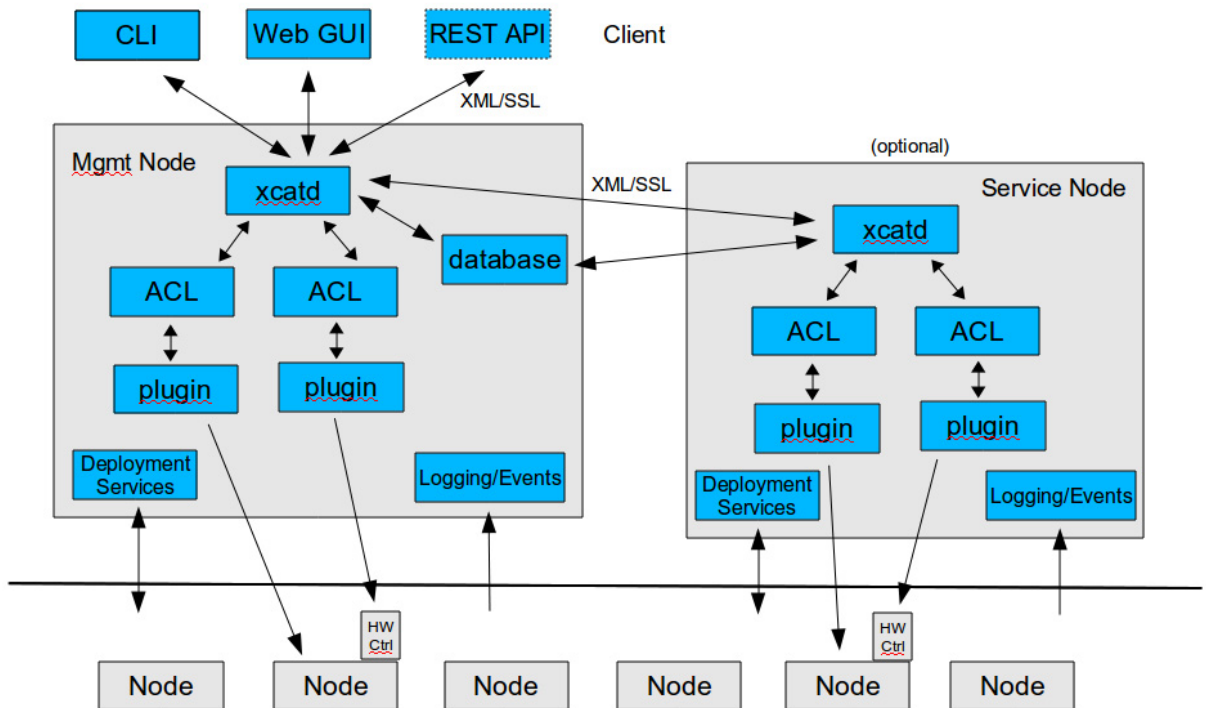 CLI
Web GUI
REST API
Client
XML/SSL
(optional)
Mgmt Node
xcatd
XML/SSL
Service Node
xcatd
database
ACL
ACL
ACL
ACL
plugin
plugin
plugin
plugin
Deployment
Services
Logging/Events
Deployment
Services
Logging/Events
HW
Ctrl
HW
Ctrl
Node
Node
Node
Node
Node
Node